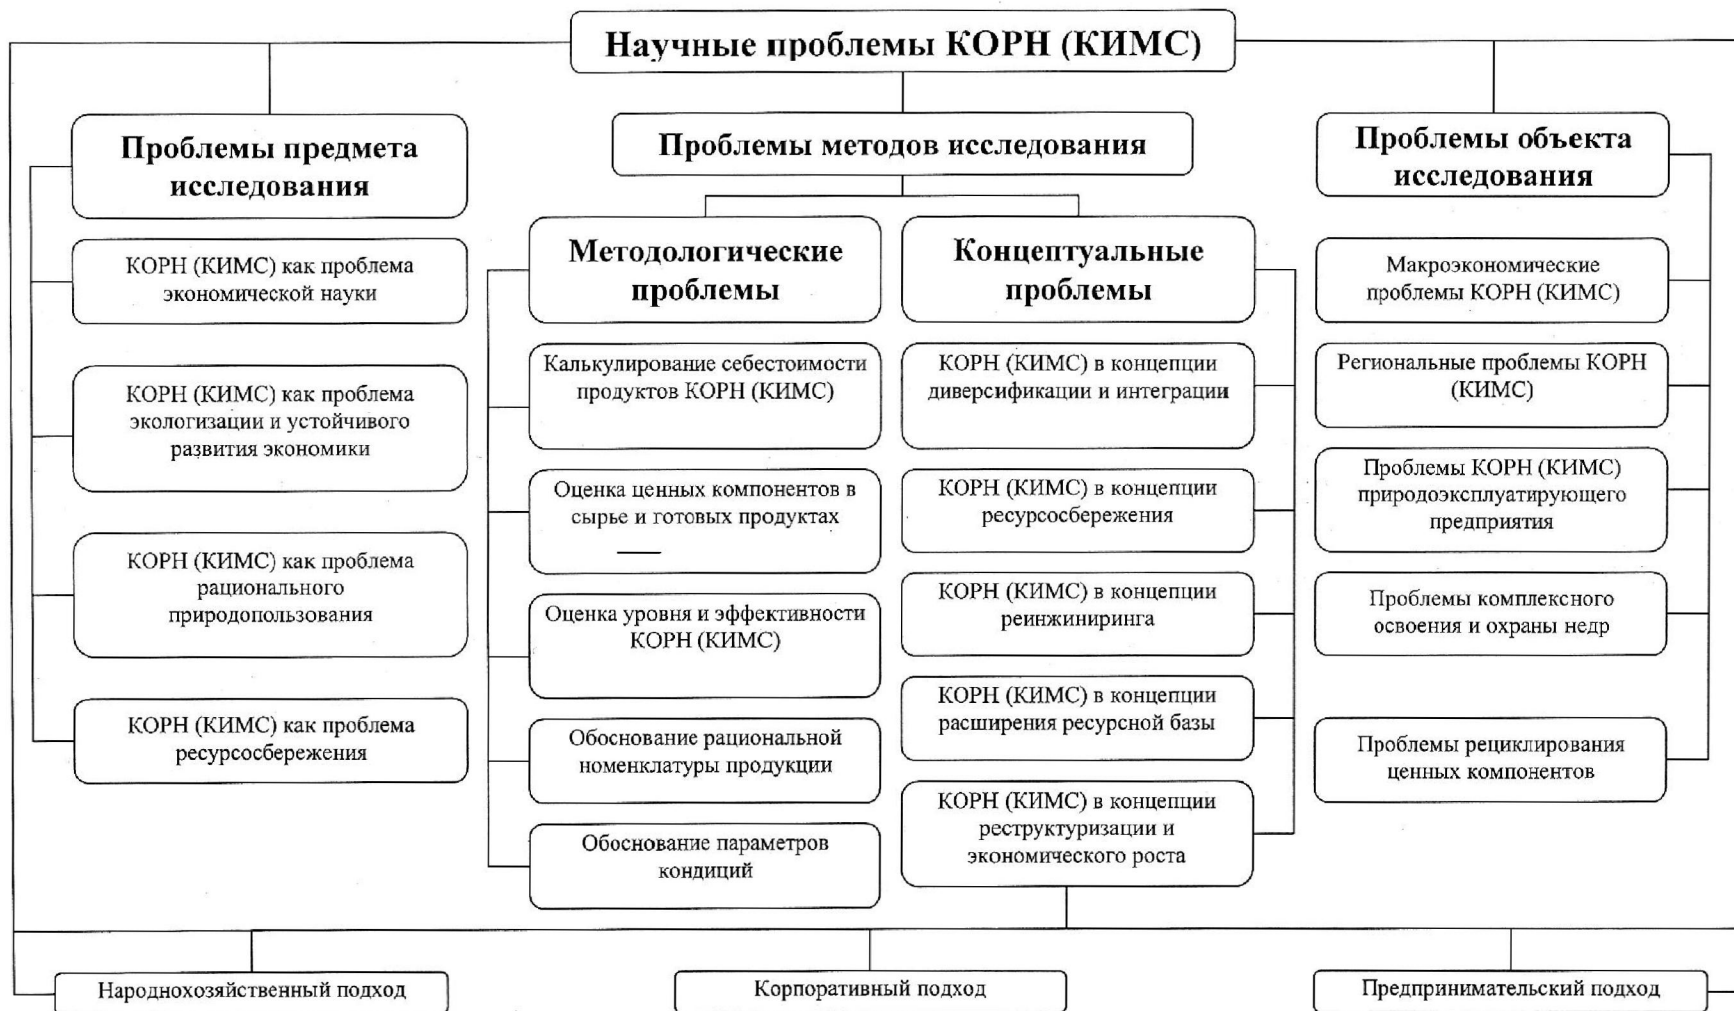 Научные проблемы КОРН (КИМС)
Проблемы предмета
исследования
КОРН (КИМС) как проблема
экономической науки
КОРН (КИМС) как проблема
экологизации и устойчивого
развития экономики
КОРН (КИМС) как проблема
рационального
природопользования
КОРН (КИМС) как проблема
ресурсосбережения
Проблемы методов исследования
Методологические
проблемы
Калькулирование себестоимости
продуктов КОРН (КИМС)
Оценка ценных компонентов в
сырье и готовых продуктах
Оценка уровня и эффективности
КОРН (КИМС)
Обоснование рациональной
номенклатуры продукции
Обоснование параметров
кондиций
Концептуальные
проблемы
КОРН (КИМС) в концепции
диверсификации и интеграции
КОРН (КИМС) в концепции
ресурсосбережения
КОРН (КИМС) в концепции
реинжиниринга
КОРН (КИМС) в концепции
расширения ресурсной базы
КОРН (КИМС) в концепции
реструктуризации и
экономического роста
Проблемы объекта
исследования
Макроэкономические
проблемы КОРН (КИМС)
Региональные проблемы КОРН
(КИМС)
Проблемы КОРН (КИМС)
природоэксплуатирующего
предприятия
Проблемы комплексного
освоения и охраны недр
Проблемы рециклирования
ценных компонентов
Народнохозяйственный подход
Корпоративный подход
Предпринимательский подход